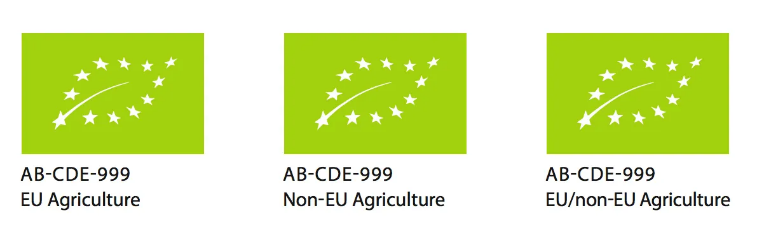 AB-CDE-999
EU Agriculture
AB-CDE-999
Non-EU Agriculture
AB-CDE-999
EU/non-EU Agriculture